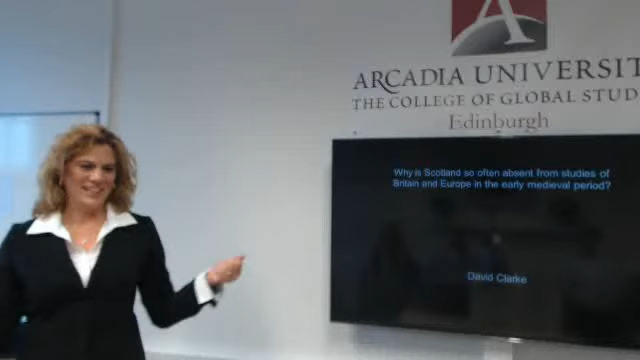 A
ARCADIA UNIVERSIT
THE COLLEGE OF GLOBAL STUD
Edinburgh
Why is Scotland so often absent from studies of
Britain and Europe in the early medieval period?
David Clarke